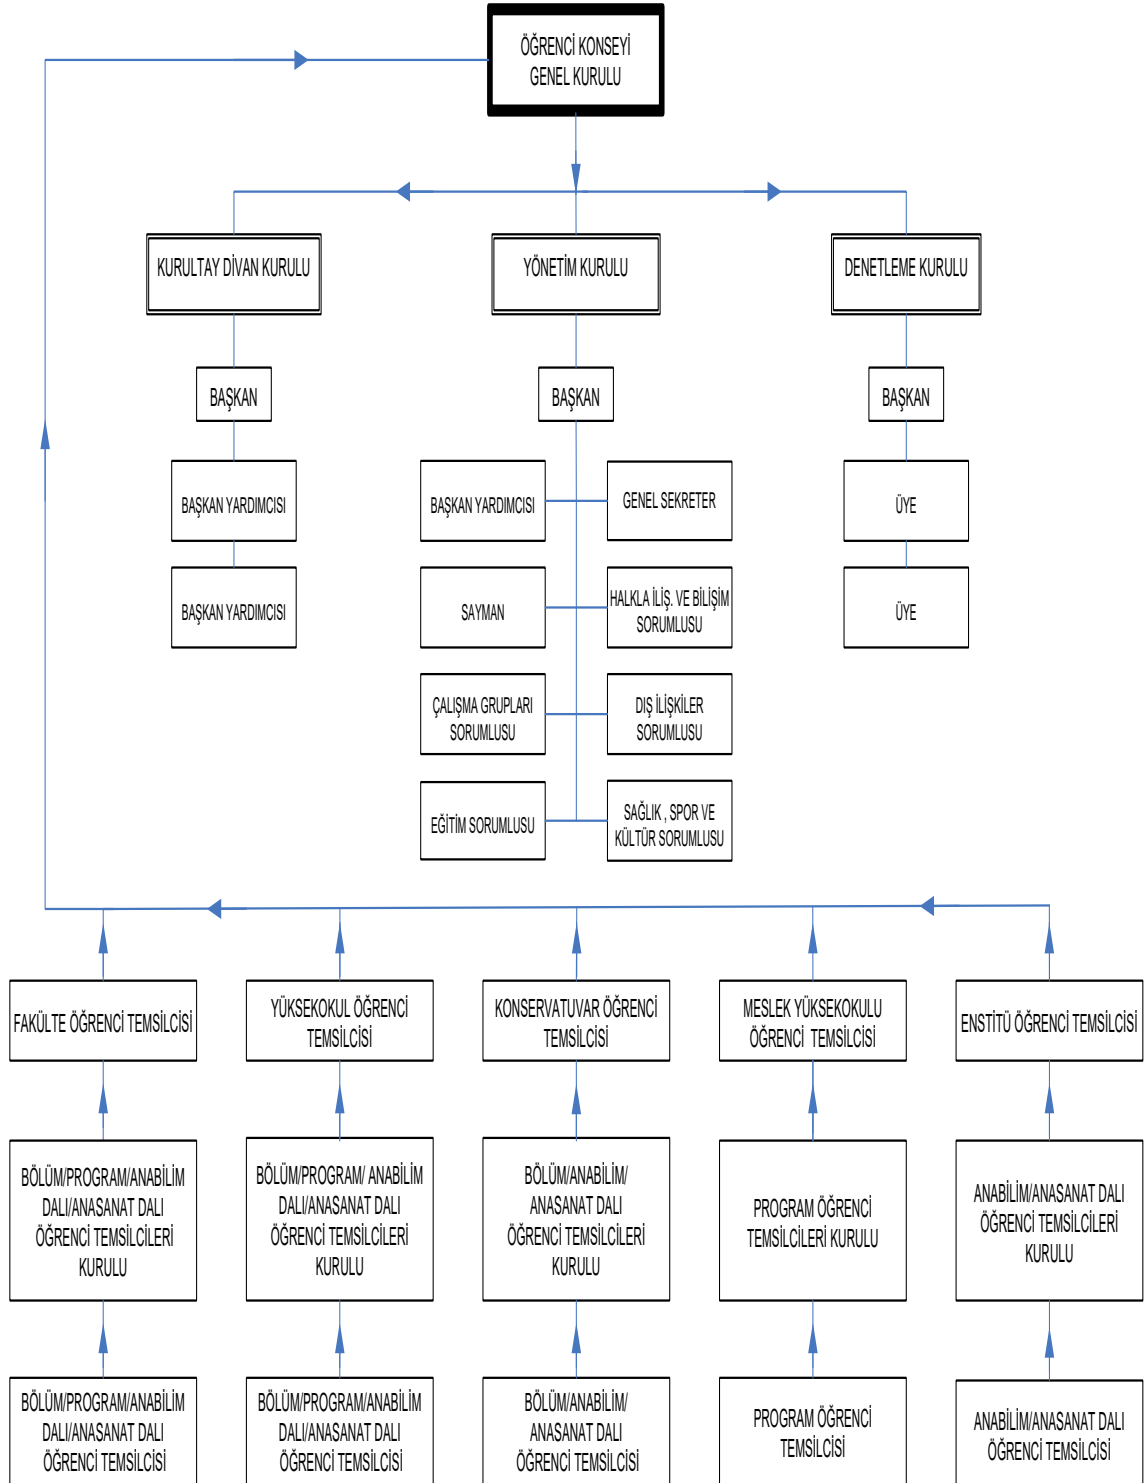 ÖĞRENCİ KONSEYİ
GENEL KURULU
KURULTAY DİVAN KURULU
YÖNETİM KURULU
DENETLEME KURULU
BAŞKAN
BAŞKAN
BAŞKAN
BAŞKAN YARDIMCISI
BAŞKAN YARDIMCISI
GENEL SEKRETER
ÜYE
BAŞKAN YARDIMCISI
SAYMAN
HALKLA İLİŞ. VE BİLİŞİM
SORUMLUSU
ÜYE
ÇALIŞMA GRUPLARI
SORUMLUSU
DIŞ İLİŞKİLER
SORUMLUSU
EĞİTİM SORUMLUSU
SAĞLIK , SPOR VE
KÜLTÜR SORUMLUSU
FAKÜLTE ÖĞRENCİ TEMSİLCİSİ
YÜKSEKOKUL ÖĞRENCİ
TEMSİLCİSİ
KONSERVATUVAR ÖĞRENCİ
TEMSİLCİSİ
MESLEK YÜKSEKOKULU
ÖĞRENCİ  TEMSİLCİSİ
ENSTİTÜ ÖĞRENCİ TEMSİLCİSİ
BÖLÜM/PROGRAM/ANABİLİM
DALI/ANASANAT DALI
ÖĞRENCİ TEMSİLCİLERİ
KURULU
BÖLÜM/PROGRAM/ ANABİLİM
DALI/ANASANAT DALI
ÖĞRENCİ TEMSİLCİLERİ
KURULU
BÖLÜM/ANABİLİM/
ANASANAT DALI
ÖĞRENCİ TEMSİLCİLERİ
KURULU
PROGRAM ÖĞRENCİ
TEMSİLCİLERİ KURULU
ANABİLİM/ANASANAT DALI
ÖĞRENCİ TEMSİLCİLERİ
KURULU
BÖLÜM/PROGRAM/ANABİLİM
DALI/ANASANAT DALI
ÖĞRENCİ TEMSİLCİSİ
BÖLÜM/PROGRAM/ANABİLİM
DALI/ANASANAT DALI
ÖĞRENCİ TEMSİLCİSİ
BÖLÜM/ANABİLİM/
ANASANAT DALI
ÖĞRENCİ TEMSİLCİSİ
PROGRAM ÖĞRENCİ
TEMSİLCİSİ
ANABİLİM/ANASANAT DALI
ÖĞRENCİ TEMSİLCİSİ